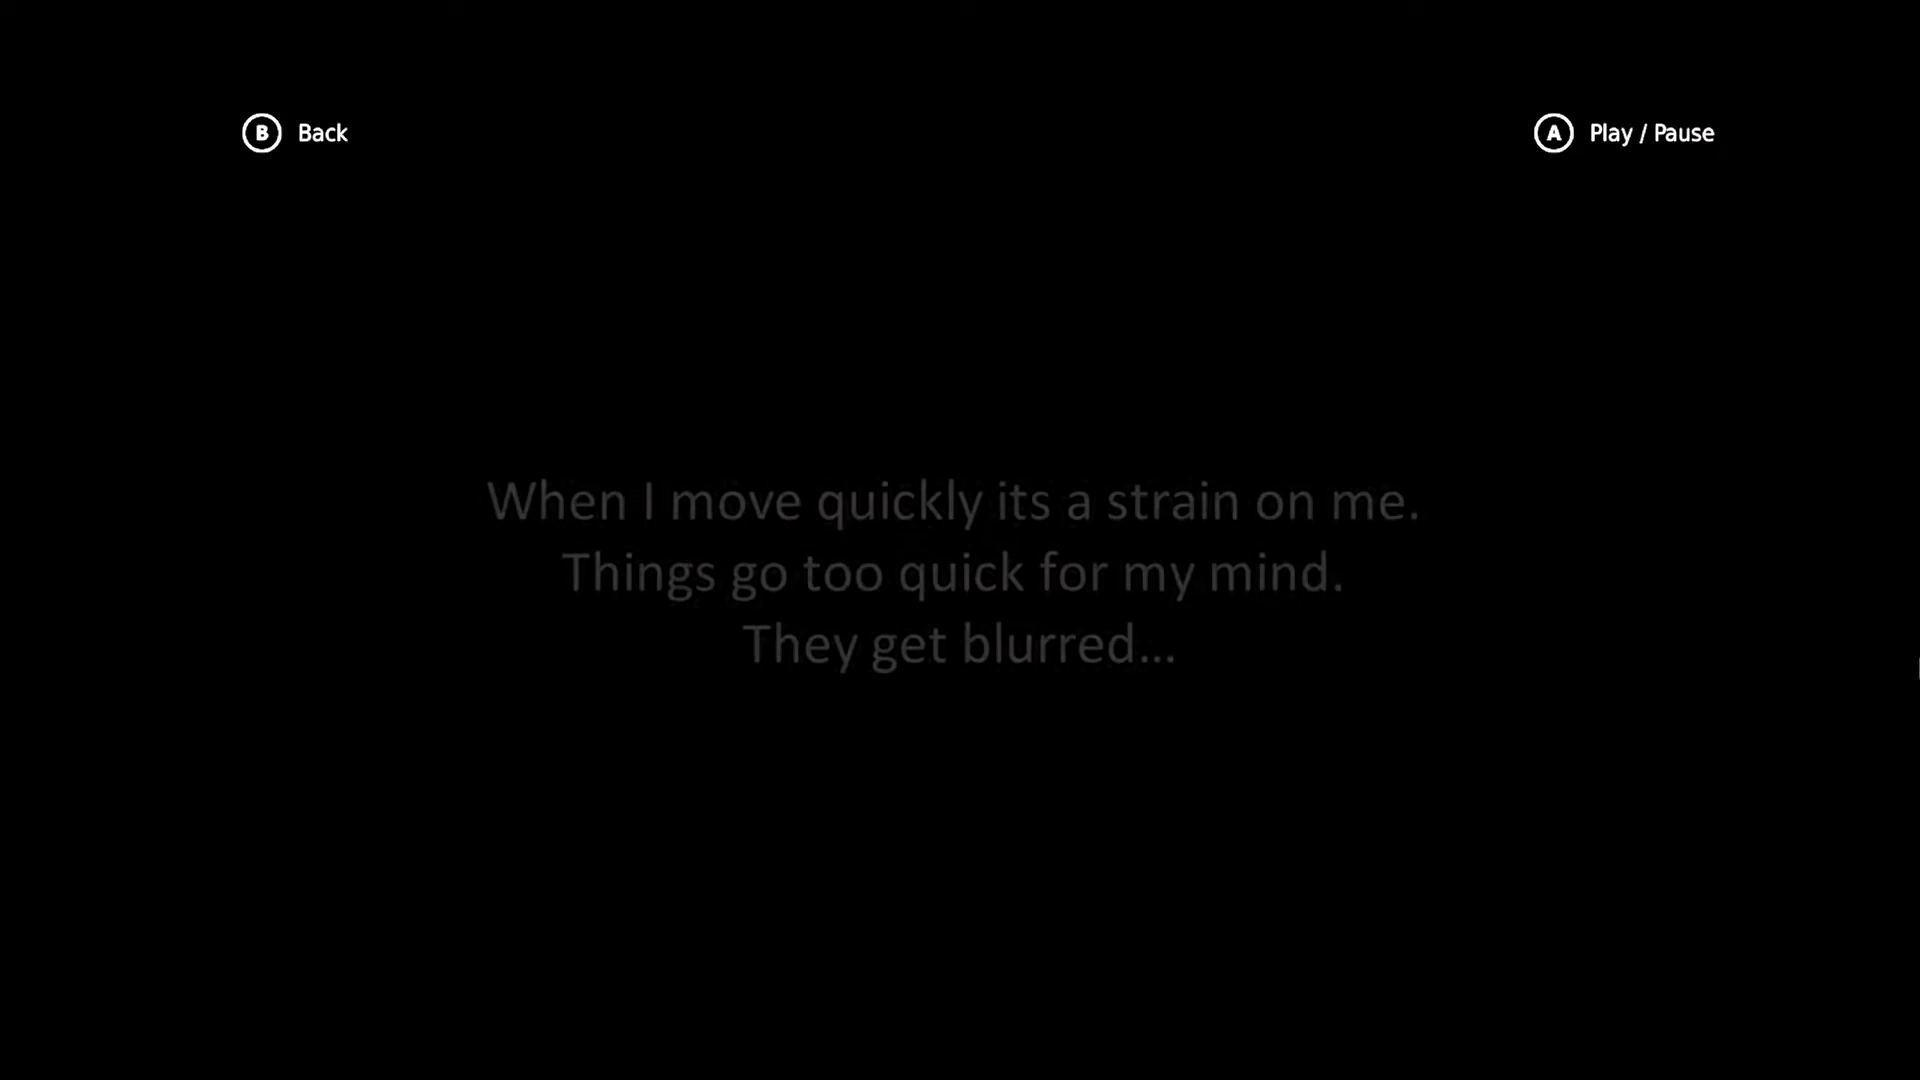 B Back
A Play / Pause
When I move quickly its a strain on me.
Things go too quick for my mind.
They get blurred...